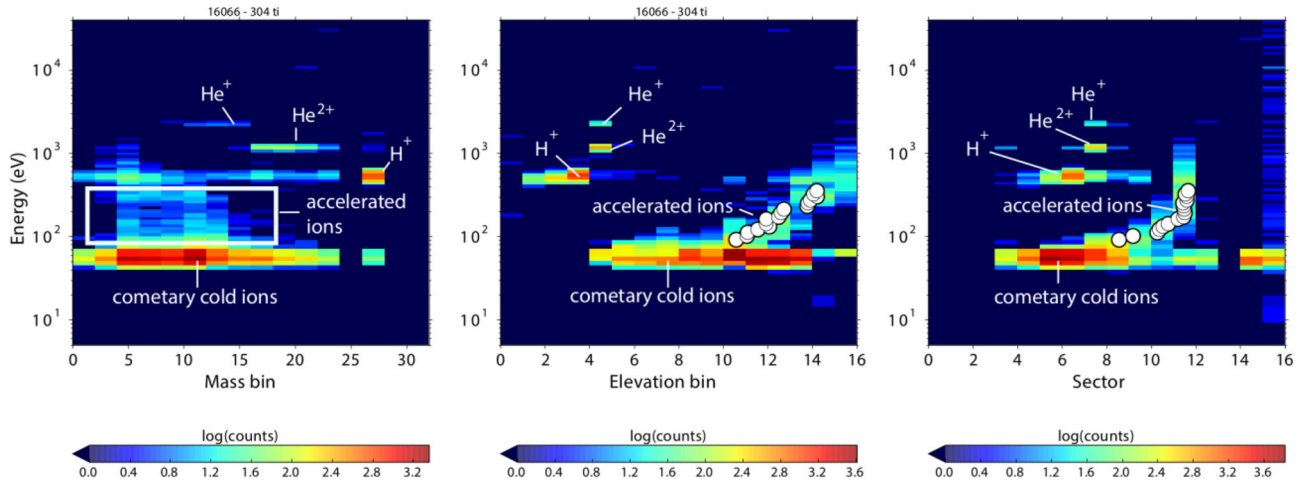 16066 - 304 ti
10⁴
10³
10²
10¹
Energy (eV)
He⁺
He²⁺
H⁺
accelerated
ions
cometary cold ions
0 5 10 15 20 25 30
Mass bin
log(counts)
0.0 0.4 0.8 1.2 1.6 2.0 2.4 2.8 3.2
16066 - 304 ti
10⁴
10³
10²
10¹
He⁺
He²⁺
H⁺
accelerated ions
cometary cold ions
0 2 4 6 8 10 12 14 16
Elevation bin
log(counts)
0.0 0.4 0.8 1.2 1.6 2.0 2.4 2.8 3.2 3.6
10⁴
10³
10²
10¹
He⁺
He²⁺
H⁺
accelerated ions
cometary cold ions
0 2 4 6 8 10 12 14 16
Sector
log(counts)
0.0 0.4 0.8 1.2 1.6 2.0 2.4 2.8 3.2 3.6